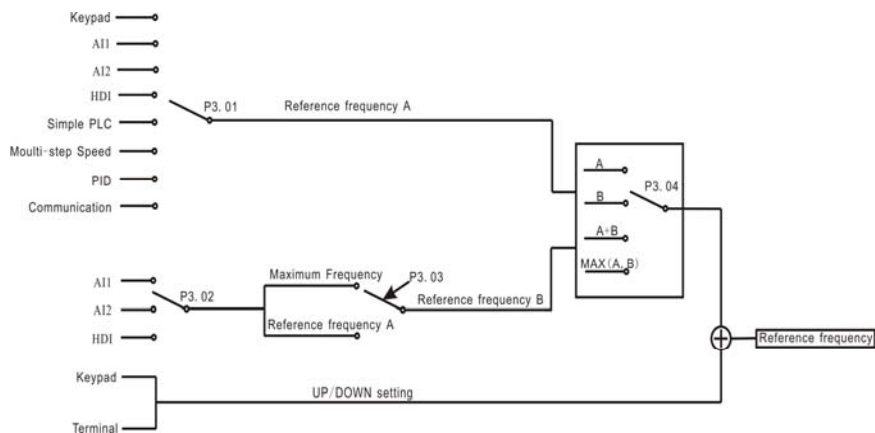 Keypad
AI1
AI2
HDI
Simple PLC
Moulti-step Speed
PID
Communication
P3. 01
Reference frequency A
A
B
A+B
MAX(A, B)
P3. 04
AI1
AI2
HDI
P3. 02
Maximum Frequency
Reference frequency A
P3. 03
Reference frequency B
Reference frequency
Keypad
Terminal
UP/DOWN setting